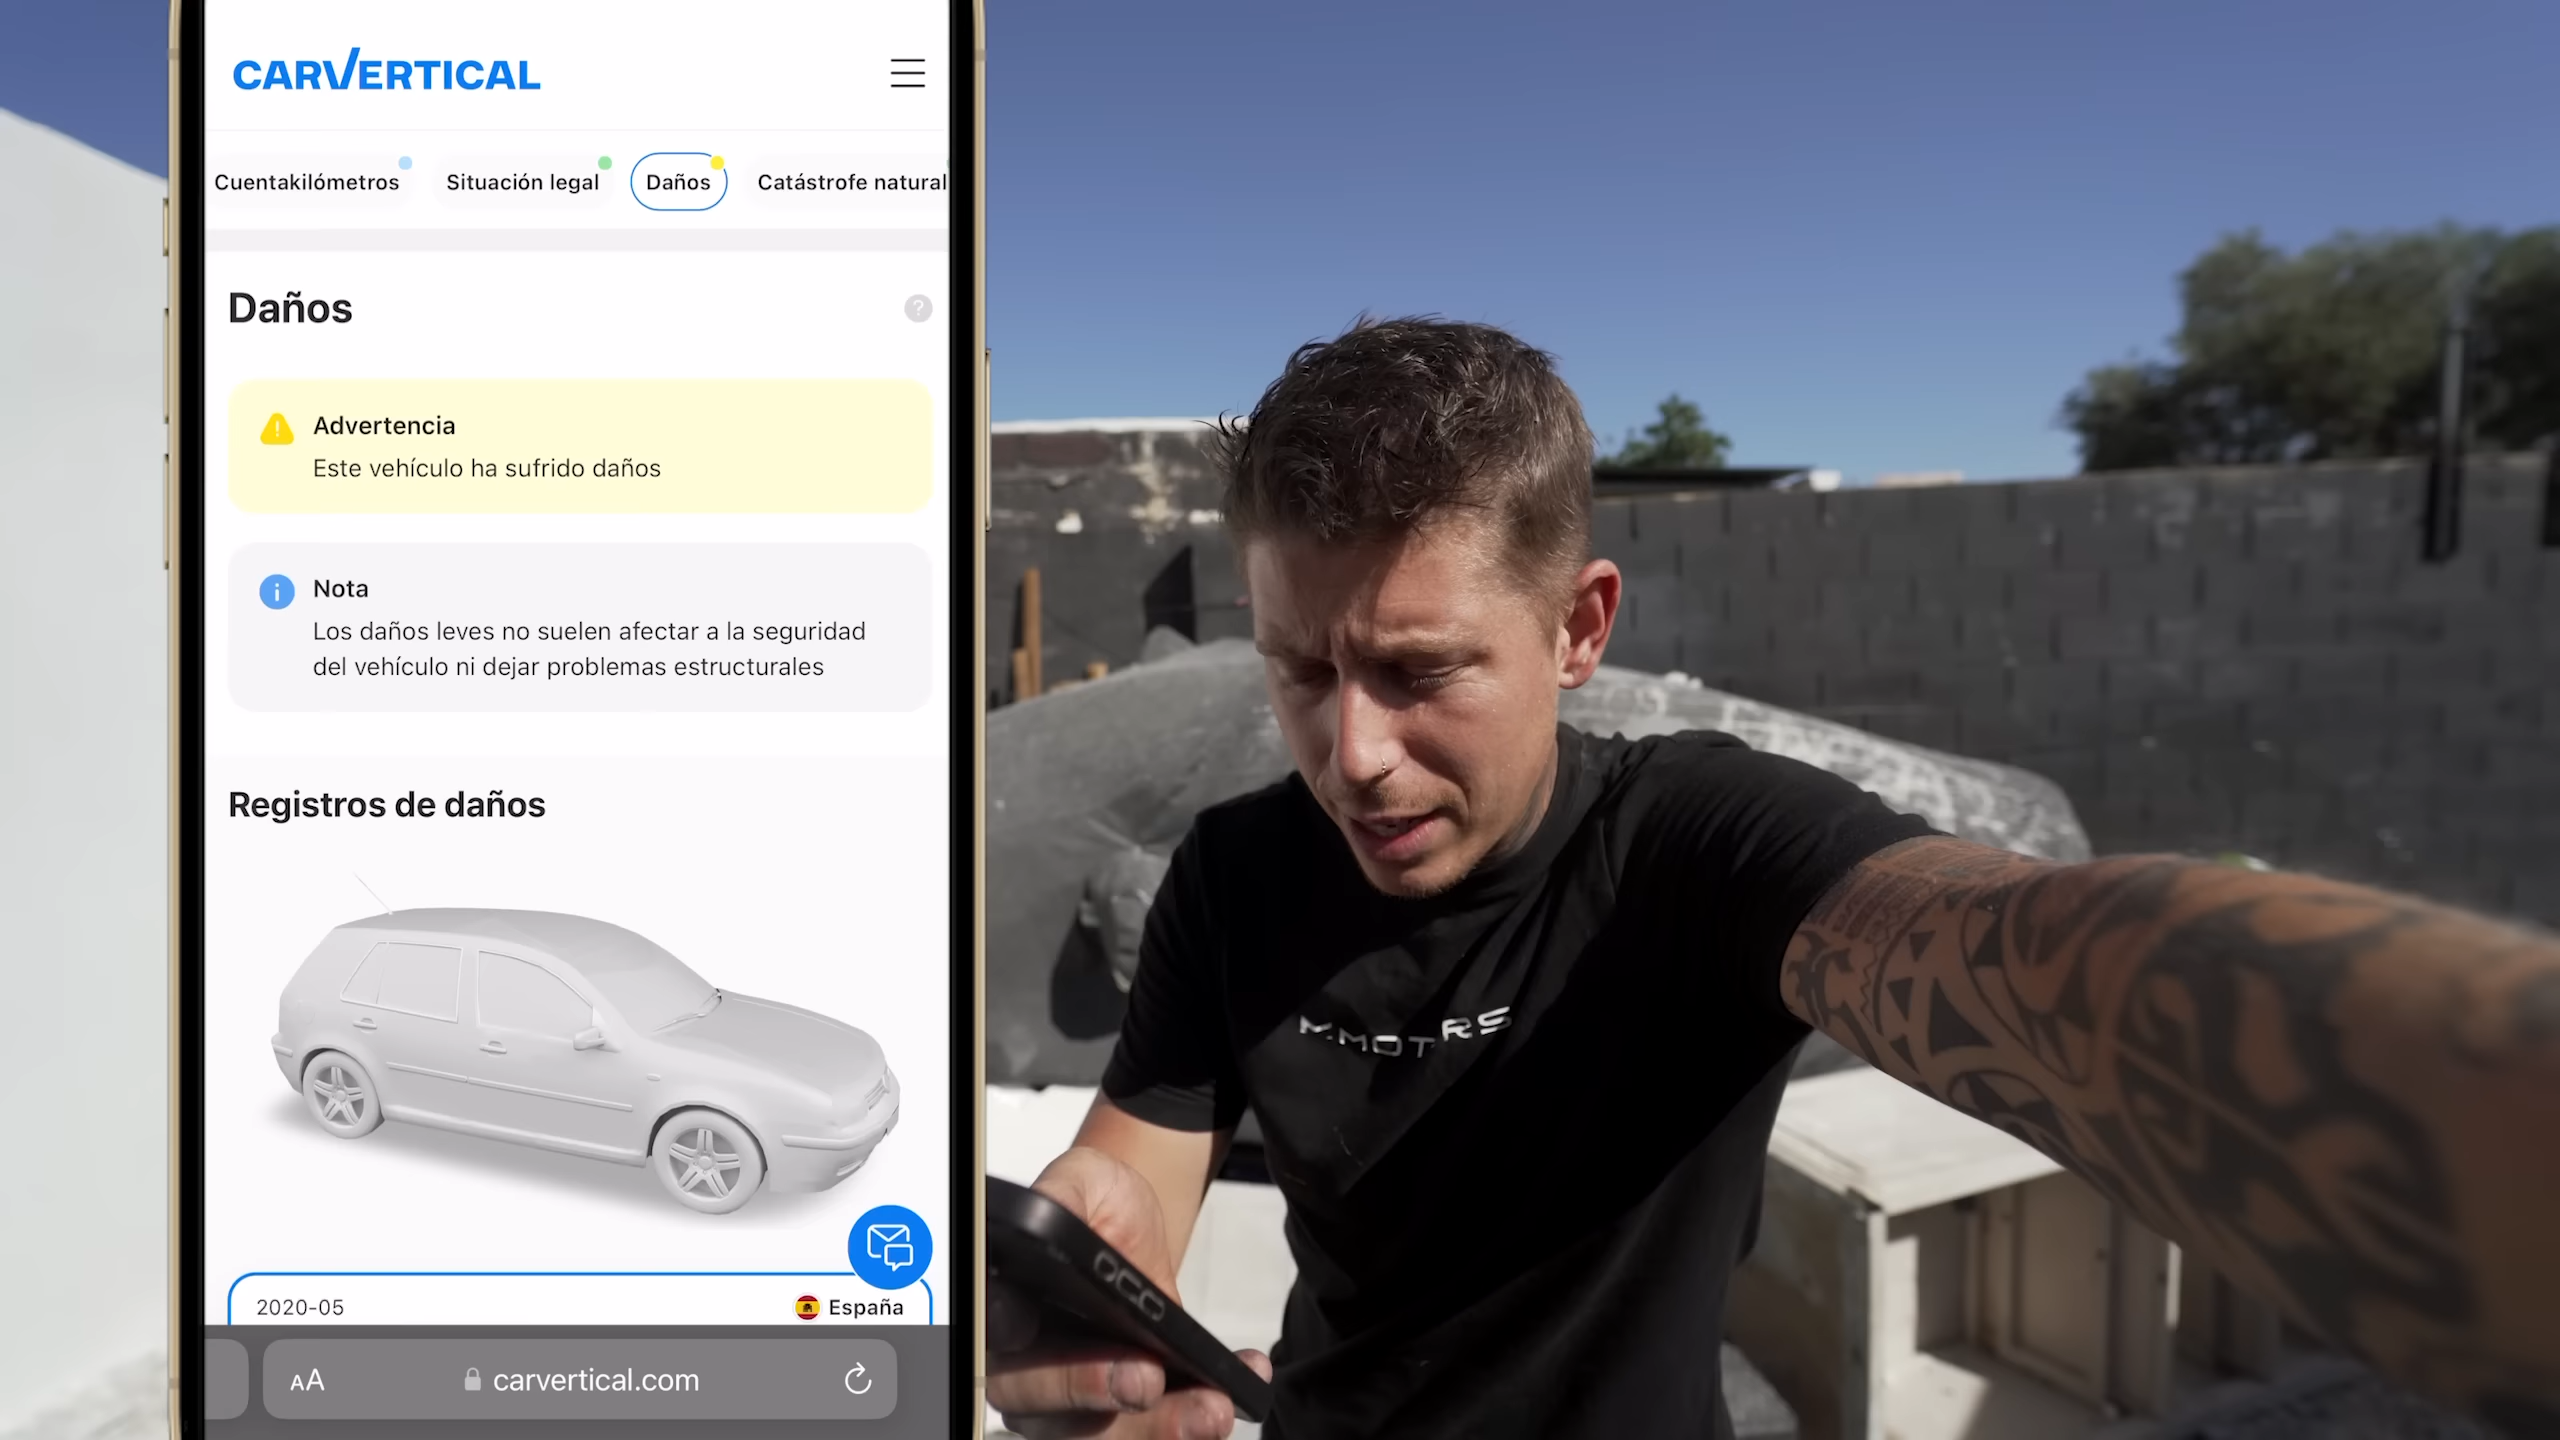 CARVERTICAL
Cuentakilómetros Situación legal Daños Catástrofe natural
Daños
?
Advertencia
Este vehículo ha sufrido daños
Nota
Los daños leves no suelen afectar a la seguridad
del vehículo ni dejar problemas estructurales
Registros de daños
2020-05 España
AA carvertical.com